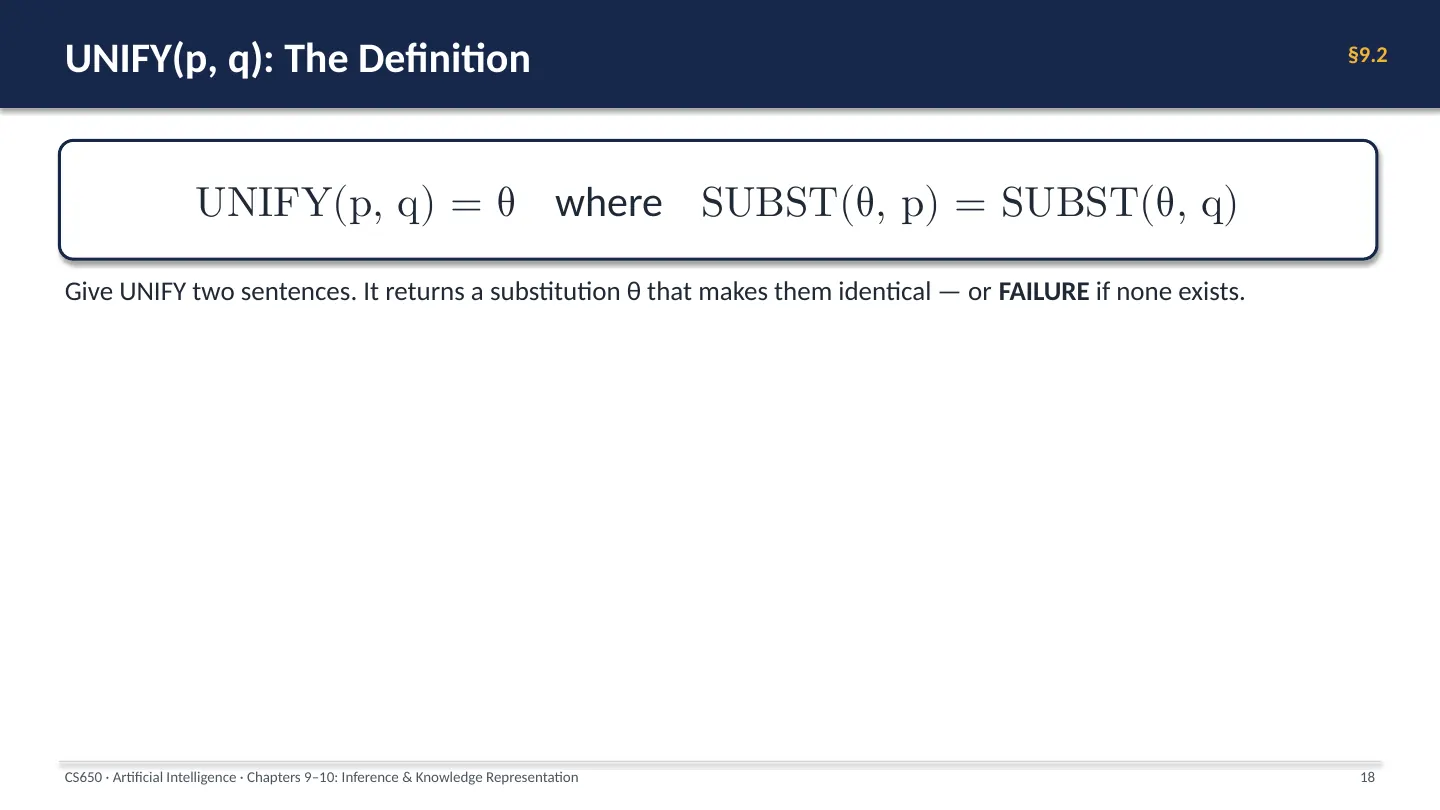 UNIFY(p, q): The Definition
§9.2
UNIFY(p, q) = θ where SUBST(θ, p) = SUBST(θ, q)
Give UNIFY two sentences. It returns a substitution θ that makes them identical — or FAILURE if none exists.
CS650 · Artificial Intelligence · Chapters 9–10: Inference & Knowledge Representation
18